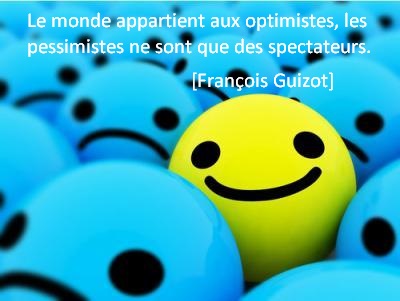 Le monde appartient aux optimistes, les
pessimistes ne sont que des spectateurs.
[François Guizot]